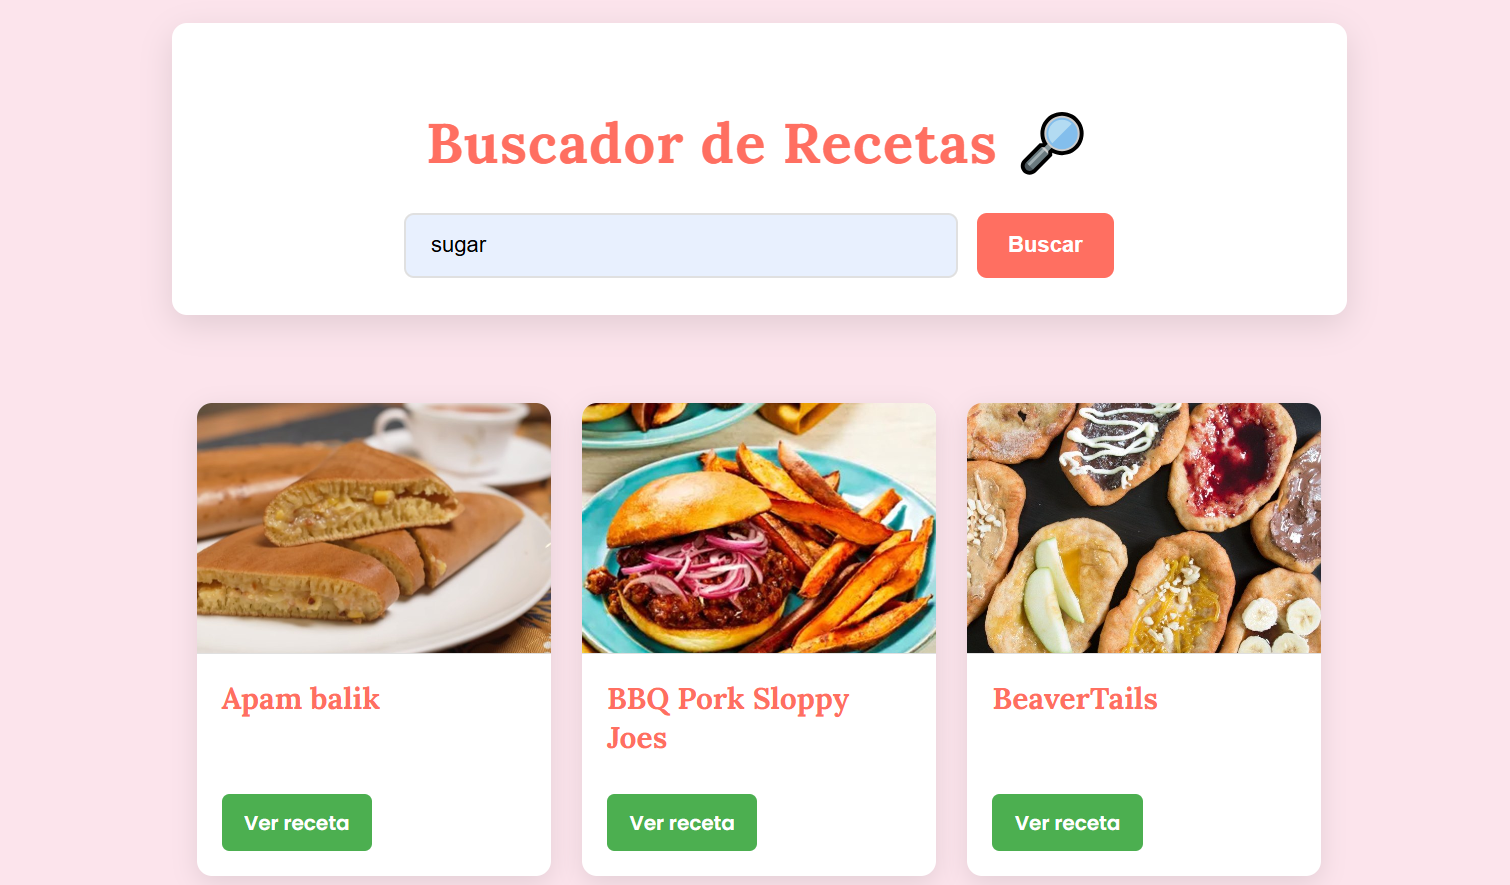 Buscador de Recetas 🔎
sugar
Buscar
Apam balik
BBQ Pork Sloppy
Joes
BeaverTails
Ver receta
Ver receta
Ver receta